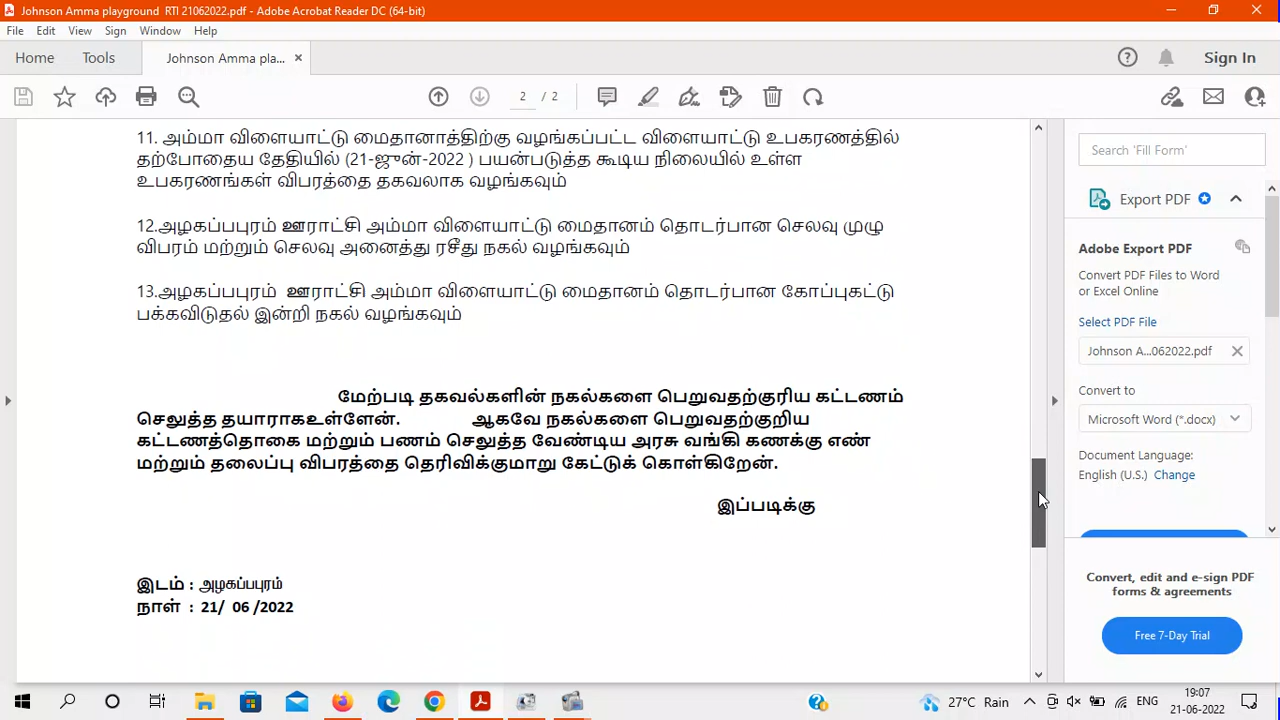 Johnson Amma playground  RTI 21062022.pdf - Adobe Acrobat Reader DC (64-bit)
File Edit View Sign Window Help
Home Tools Johnson Amma pla... × Sign In
2 / 2
11. அம்மா விளையாட்டு மைதானாத்திற்கு வழங்கப்பட்ட விளையாட்டு உபகரணத்தில்
தற்போதைய தேதியில் (21-ஜுன்-2022 ) பயன்படுத்த கூடிய நிலையில் உள்ள
உபகரணங்கள் விபரத்தை தகவலாக வழங்கவும்
12.அழகப்பபுரம் ஊராட்சி அம்மா விளையாட்டு மைதானம் தொடர்பான செலவு முழு
விபரம் மற்றும் செலவு அனைத்து ரசீது நகல் வழங்கவும்
13.அழகப்பபுரம்  ஊராட்சி அம்மா விளையாட்டு மைதானம் தொடர்பான கோப்புகட்டு
பக்கவிடுதல் இன்றி நகல் வழங்கவும்
மேற்படி தகவல்களின் நகல்களை பெறுவதற்குரிய கட்டணம்
செலுத்த தயாராகஉள்ளேன். ஆகவே நகல்களை பெறுவதற்குறிய
கட்டணத்தொகை மற்றும் பணம் செலுத்த வேண்டிய அரசு வங்கி கணக்கு எண்
மற்றும் தலைப்பு விபரத்தை தெரிவிக்குமாறு கேட்டுக் கொள்கிறேன்.
இப்படிக்கு
இடம் : அழகப்பபுரம்
நாள் : 21/ 06 /2022
Search 'Fill Form'
Export PDF
Adobe Export PDF
Convert PDF Files to Word
or Excel Online
Select PDF File
Johnson A...062022.pdf
Convert to
Microsoft Word (*.docx)
Document Language:
English (U.S.) Change
Convert, edit and e-sign PDF
forms & agreements
Free 7-Day Trial
27°C Rain ENG 19:07
21-06-2022